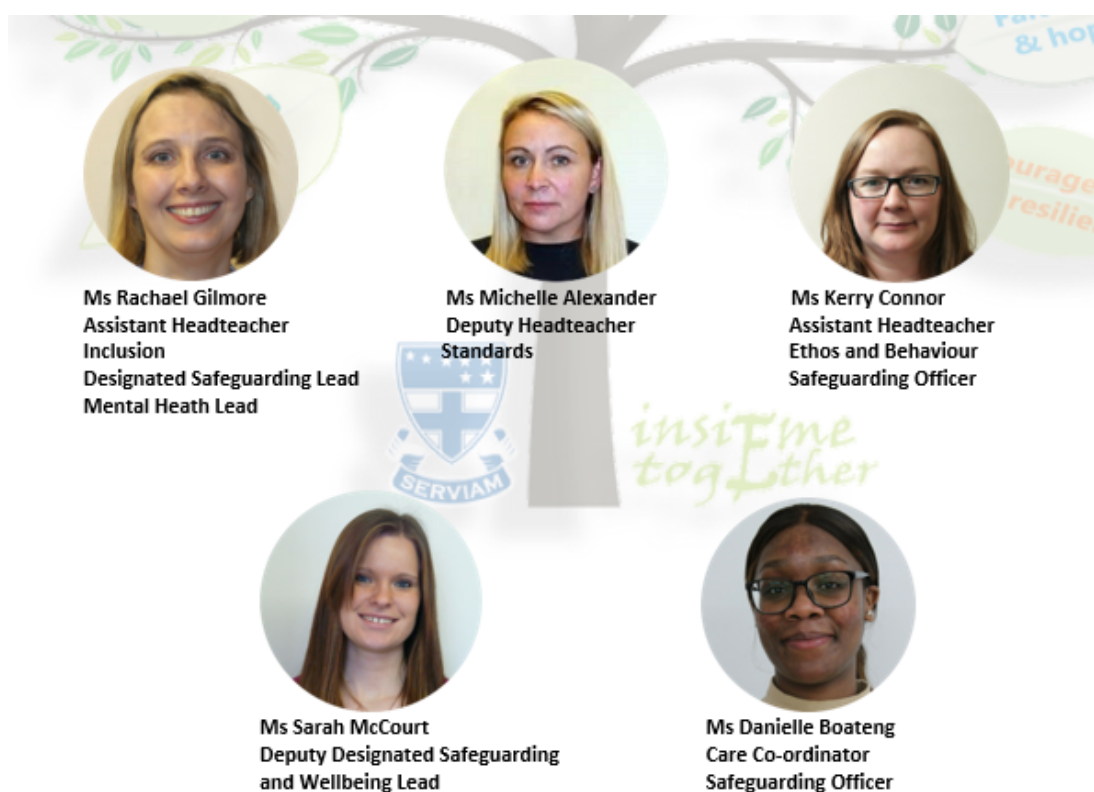 & hop
Ms Rachael Gilmore
Assistant Headteacher
Inclusion
Designated Safeguarding Lead
Mental Heath Lead
Ms Michelle Alexander
Deputy Headteacher
Standards
Ms Kerry Connor
Assistant Headteacher
Ethos and Behaviour
Safeguarding Officer
SERVIAM
insiEme
togEther
Ms Sarah McCourt
Deputy Designated Safeguarding
and Wellbeing Lead
Ms Danielle Boateng
Care Co-ordinator
Safeguarding Officer